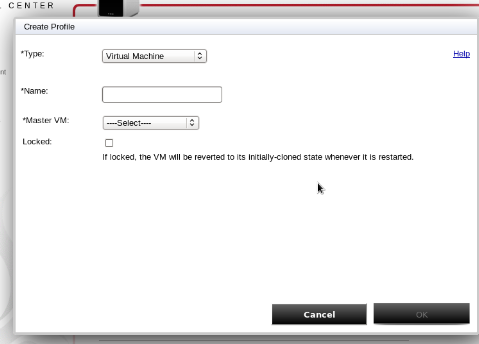 CENTER
Create Profile
*Type: Virtual Machine Help
nt
*Name:
*Master VM: ----Select----
Locked:
If locked, the VM will be reverted to its initially-cloned state whenever it is restarted.
Cancel OK